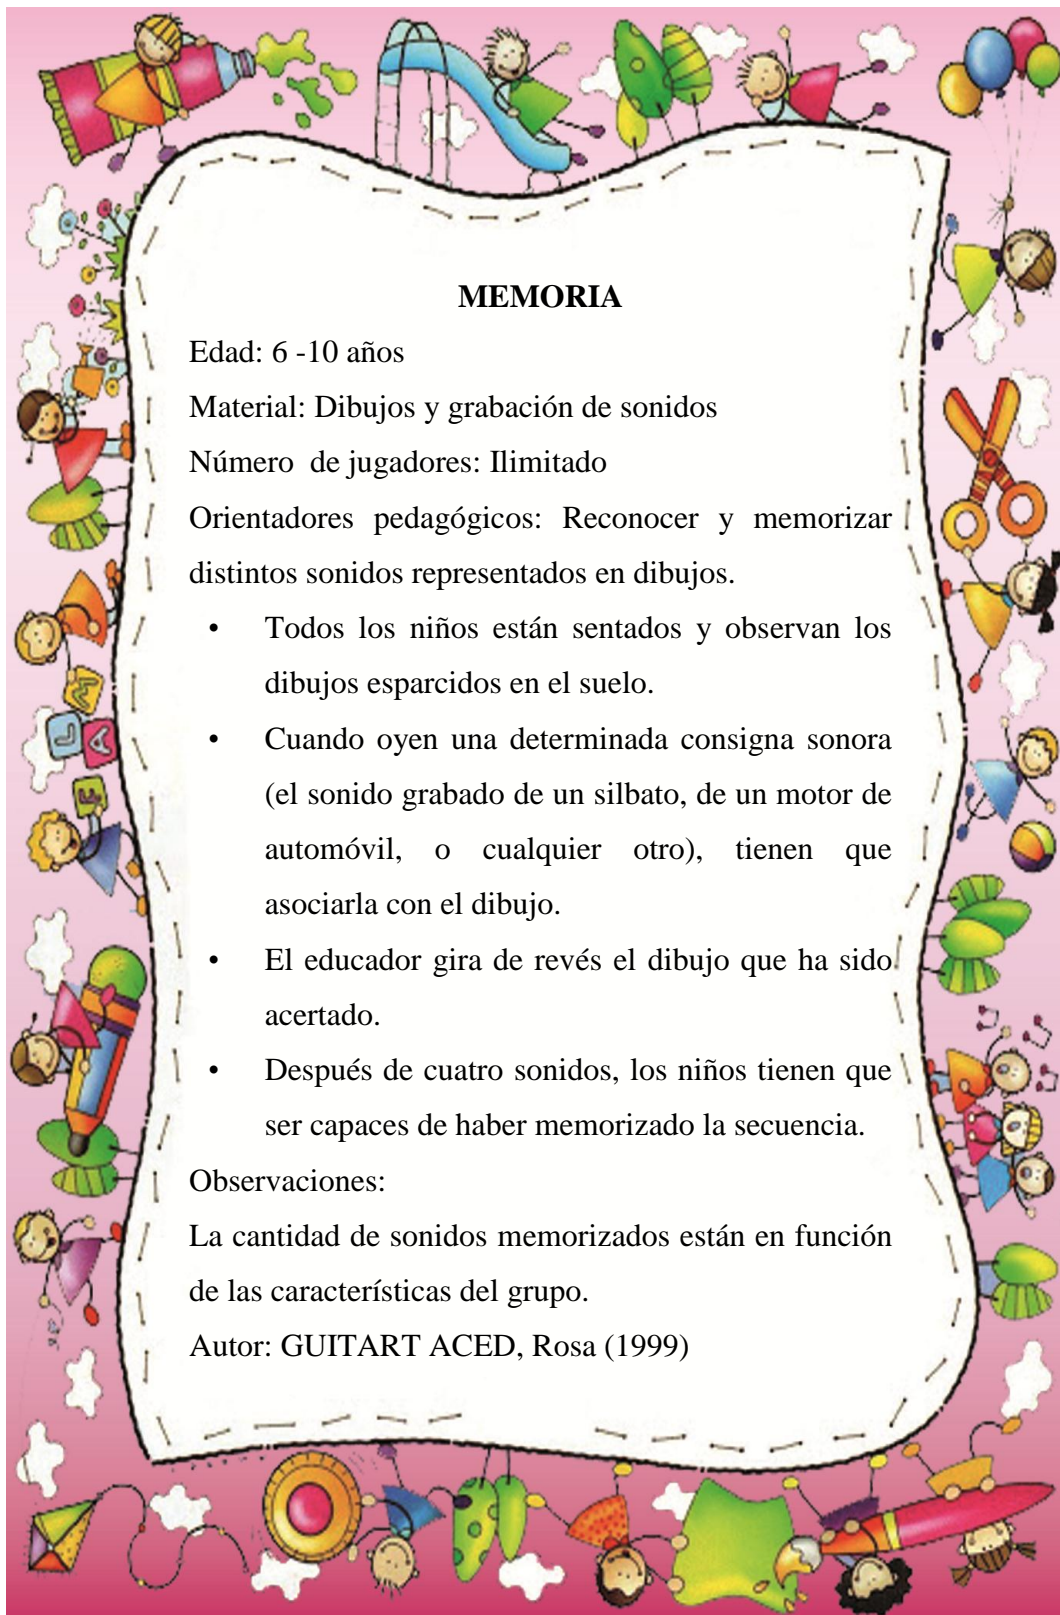 MEMORIA
Edad: 6 -10 años
Material: Dibujos y grabación de sonidos
Número de jugadores: Ilimitado
Orientadores pedagógicos: Reconocer y memorizar
distintos sonidos representados en dibujos.
• Todos los niños están sentados y observan los
dibujos esparcidos en el suelo.
• Cuando oyen una determinada consigna sonora
(el sonido grabado de un silbato, de un motor de
automóvil, o cualquier otro), tienen que
asociarla con el dibujo.
• El educador gira de revés el dibujo que ha sido
acertado.
• Después de cuatro sonidos, los niños tienen que
ser capaces de haber memorizado la secuencia.
Observaciones:
La cantidad de sonidos memorizados están en función
de las características del grupo.
Autor: GUITART ACED, Rosa (1999)
M
L A
E